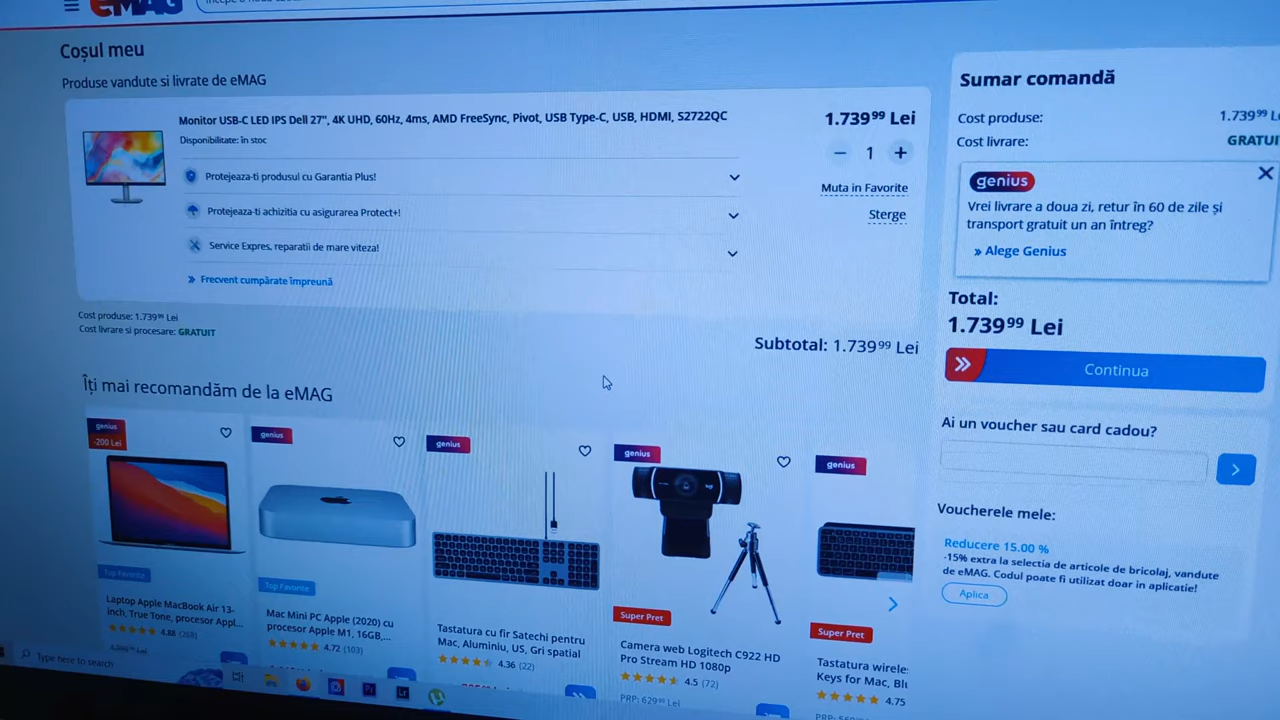 eMAG
Coșul meu
Produse vandute si livrate de eMAG
Monitor USB-C LED IPS Dell 27", 4K UHD, 60Hz, 4ms, AMD FreeSync, Pivot, USB Type-C, USB, HDMI, S2722QC
1.739⁹⁹ Lei
Disponibilitate: în stoc
1
Protejeaza-ti produsul cu Garantia Plus!
Muta in Favorite
Protejeaza-ti achizitia cu asigurarea Protect+!
Sterge
Service Expres, reparatii de mare viteza!
Frecvent cumpărate împreună
Cost produse: 1.739⁹⁹ Lei
Cost livrare si procesare: GRATUIT
Subtotal: 1.739⁹⁹ Lei
Sumar comandă
Cost produse:
1.739⁹⁹
Cost livrare:
GRATUI
genius
Vrei livrare a doua zi, retur în 60 de zile și
transport gratuit un an întreg?
» Alege Genius
Total:
1.739⁹⁹ Lei
Continua
Ai un voucher sau card cadou?
Voucherele mele:
Reducere 15.00 %
-15% extra la selectia de articole de bricolaj, vandute
de eMAG. Codul poate fi utilizat doar in aplicatie!
Aplica
Îți mai recomandăm de la eMAG
genius
-200 Lei
Top Favorite
Laptop Apple MacBook Air 13-
inch, True Tone, procesor Appl...
4.88 (268)
genius
Top Favorite
Mac Mini PC Apple (2020) cu
procesor Apple M1, 16GB,...
4.72 (103)
genius
Tastatura cu fir Satechi pentru
Mac, Aluminiu, US, Gri spatial
4.36 (22)
genius
Super Pret
Camera web Logitech C922 HD
Pro Stream HD 1080p
4.5 (72)
PRP: 629⁹⁹ Lei
genius
Super Pret
Tastatura wireles
Keys for Mac, Blu
4.75
Type here to search
Pr
Lr